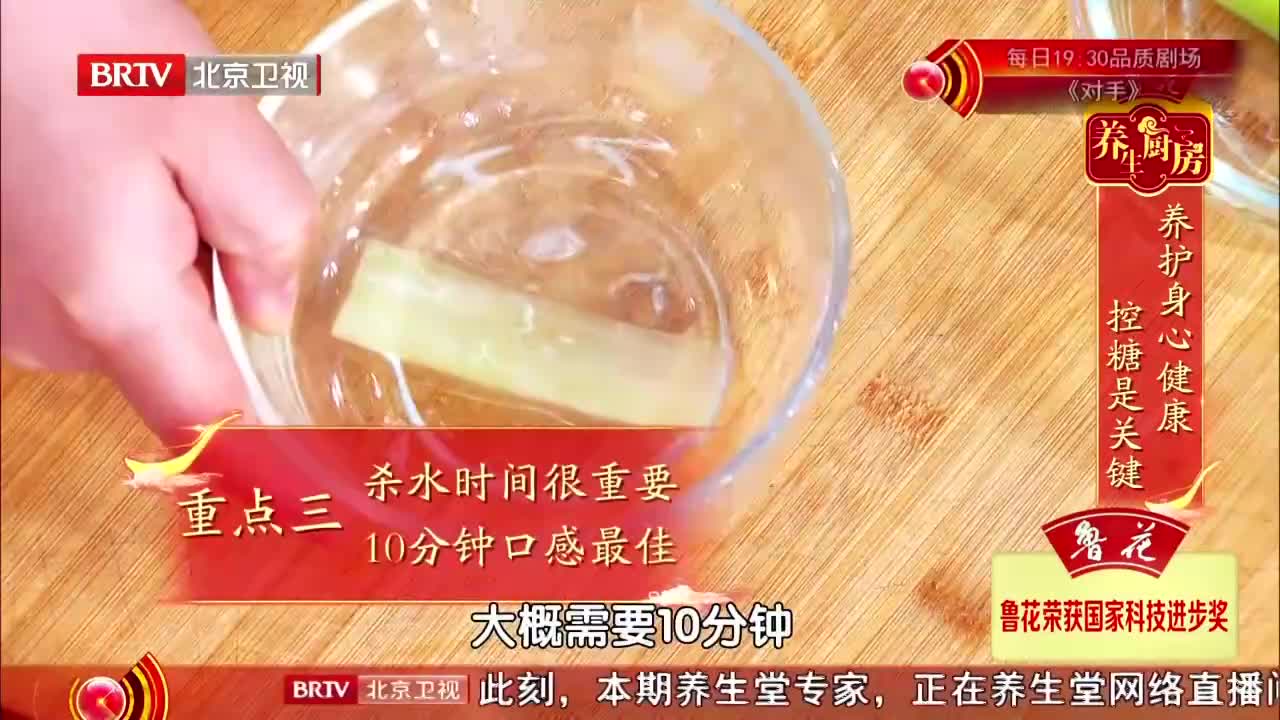 BRTV 北京卫视
每日19:30品质剧场
《对手》
养生厨房
养护身心健康
控糖是关键
重点三
杀水时间很重要
10分钟口感最佳
鲁花
鲁花荣获国家科技进步奖
大概需要10分钟
BRTV 北京卫视
此刻，本期养生堂专家，正在养生堂网络直播间